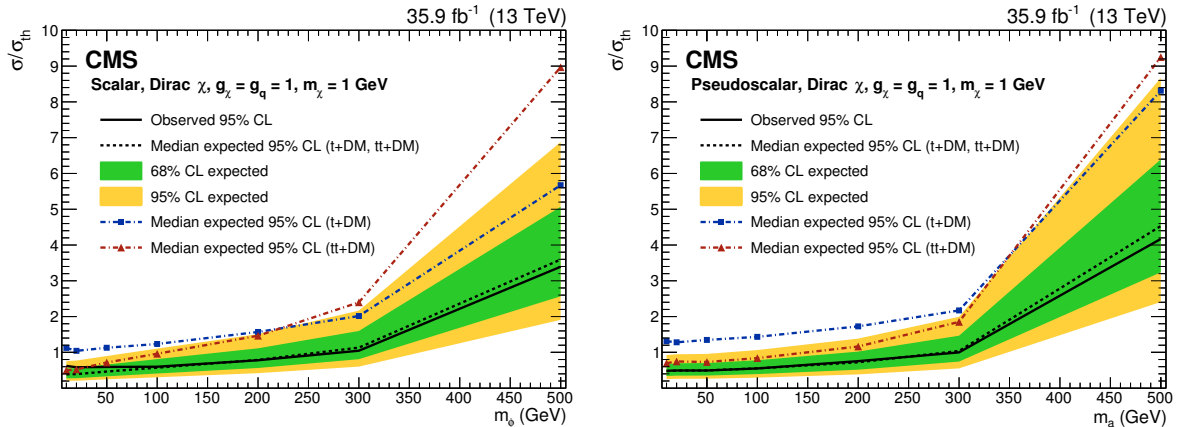 35.9 fb⁻¹ (13 TeV)
σ/σth
CMS
Scalar, Dirac χ, gχ = gq = 1, mχ = 1 GeV
Observed 95% CL
Median expected 95% CL (t+DM, tt+DM)
68% CL expected
95% CL expected
Median expected 95% CL (t+DM)
Median expected 95% CL (tt+DM)
10
9
8
7
6
5
4
3
2
1
50 100 150 200 250 300 350 400 450 500
mϕ (GeV)
35.9 fb⁻¹ (13 TeV)
σ/σth
CMS
Pseudoscalar, Dirac χ, gχ = gq = 1, mχ = 1 GeV
Observed 95% CL
Median expected 95% CL (t+DM, tt+DM)
68% CL expected
95% CL expected
Median expected 95% CL (t+DM)
Median expected 95% CL (tt+DM)
10
9
8
7
6
5
4
3
2
1
50 100 150 200 250 300 350 400 450 500
ma (GeV)